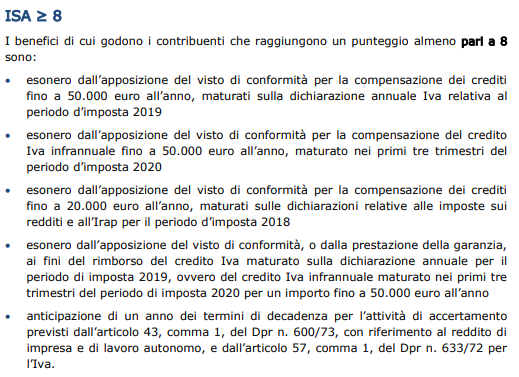 ISA ≥ 8
I benefici di cui godono i contribuenti che raggiungono un punteggio almeno pari a 8
sono:
• esonero dall'apposizione del visto di conformità per la compensazione dei crediti
fino a 50.000 euro all'anno, maturati sulla dichiarazione annuale Iva relativa al
periodo d'imposta 2019
• esonero dall'apposizione del visto di conformità per la compensazione del credito
Iva infrannuale fino a 50.000 euro all'anno, maturato nei primi tre trimestri del
periodo d'imposta 2020
• esonero dall'apposizione del visto di conformità per la compensazione dei crediti
fino a 20.000 euro all'anno, maturati sulle dichiarazioni relative alle imposte sui
redditi e all'Irap per il periodo d'imposta 2018
• esonero dall'apposizione del visto di conformità, o dalla prestazione della garanzia,
ai fini del rimborso del credito Iva maturato sulla dichiarazione annuale per il
periodo di imposta 2019, ovvero del credito Iva infrannuale maturato nei primi tre
trimestri del periodo di imposta 2020 per un importo fino a 50.000 euro all'anno
• anticipazione di un anno dei termini di decadenza per l'attività di accertamento
previsti dall'articolo 43, comma 1, del Dpr n. 600/73, con riferimento al reddito di
impresa e di lavoro autonomo, e dall'articolo 57, comma 1, del Dpr n. 633/72 per
l'Iva.